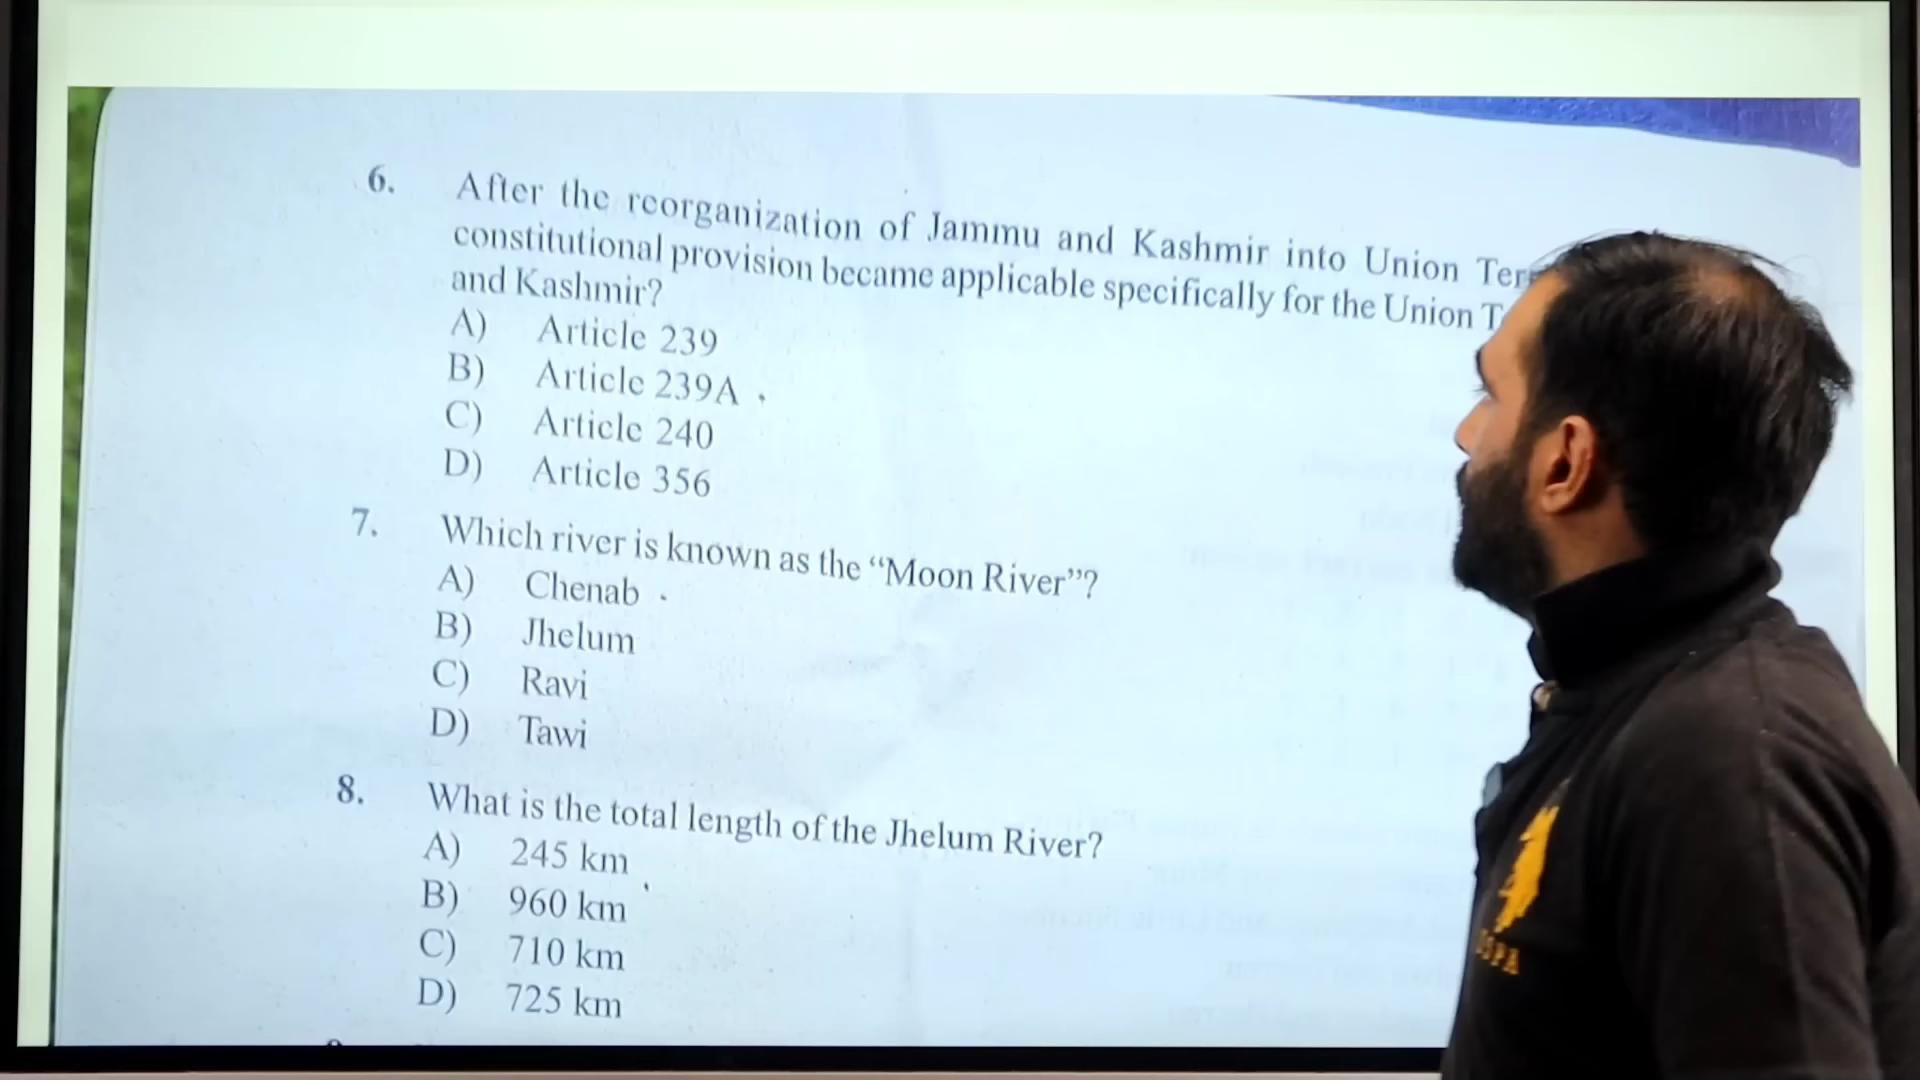 6. After the reorganization of Jammu and Kashmir into Union
constitutional provision became applicable specifically for the Union
and Kashmir?
A) Article 239
B) Article 239A
C) Article 240
D) Article 356
7. Which river is known as the “Moon River”?
A) Chenab
B) Jhelum
C) Ravi
D) Tawi
8. What is the total length of the Jhelum River?
A) 245 km
B) 960 km
C) 710 km
D) 725 km